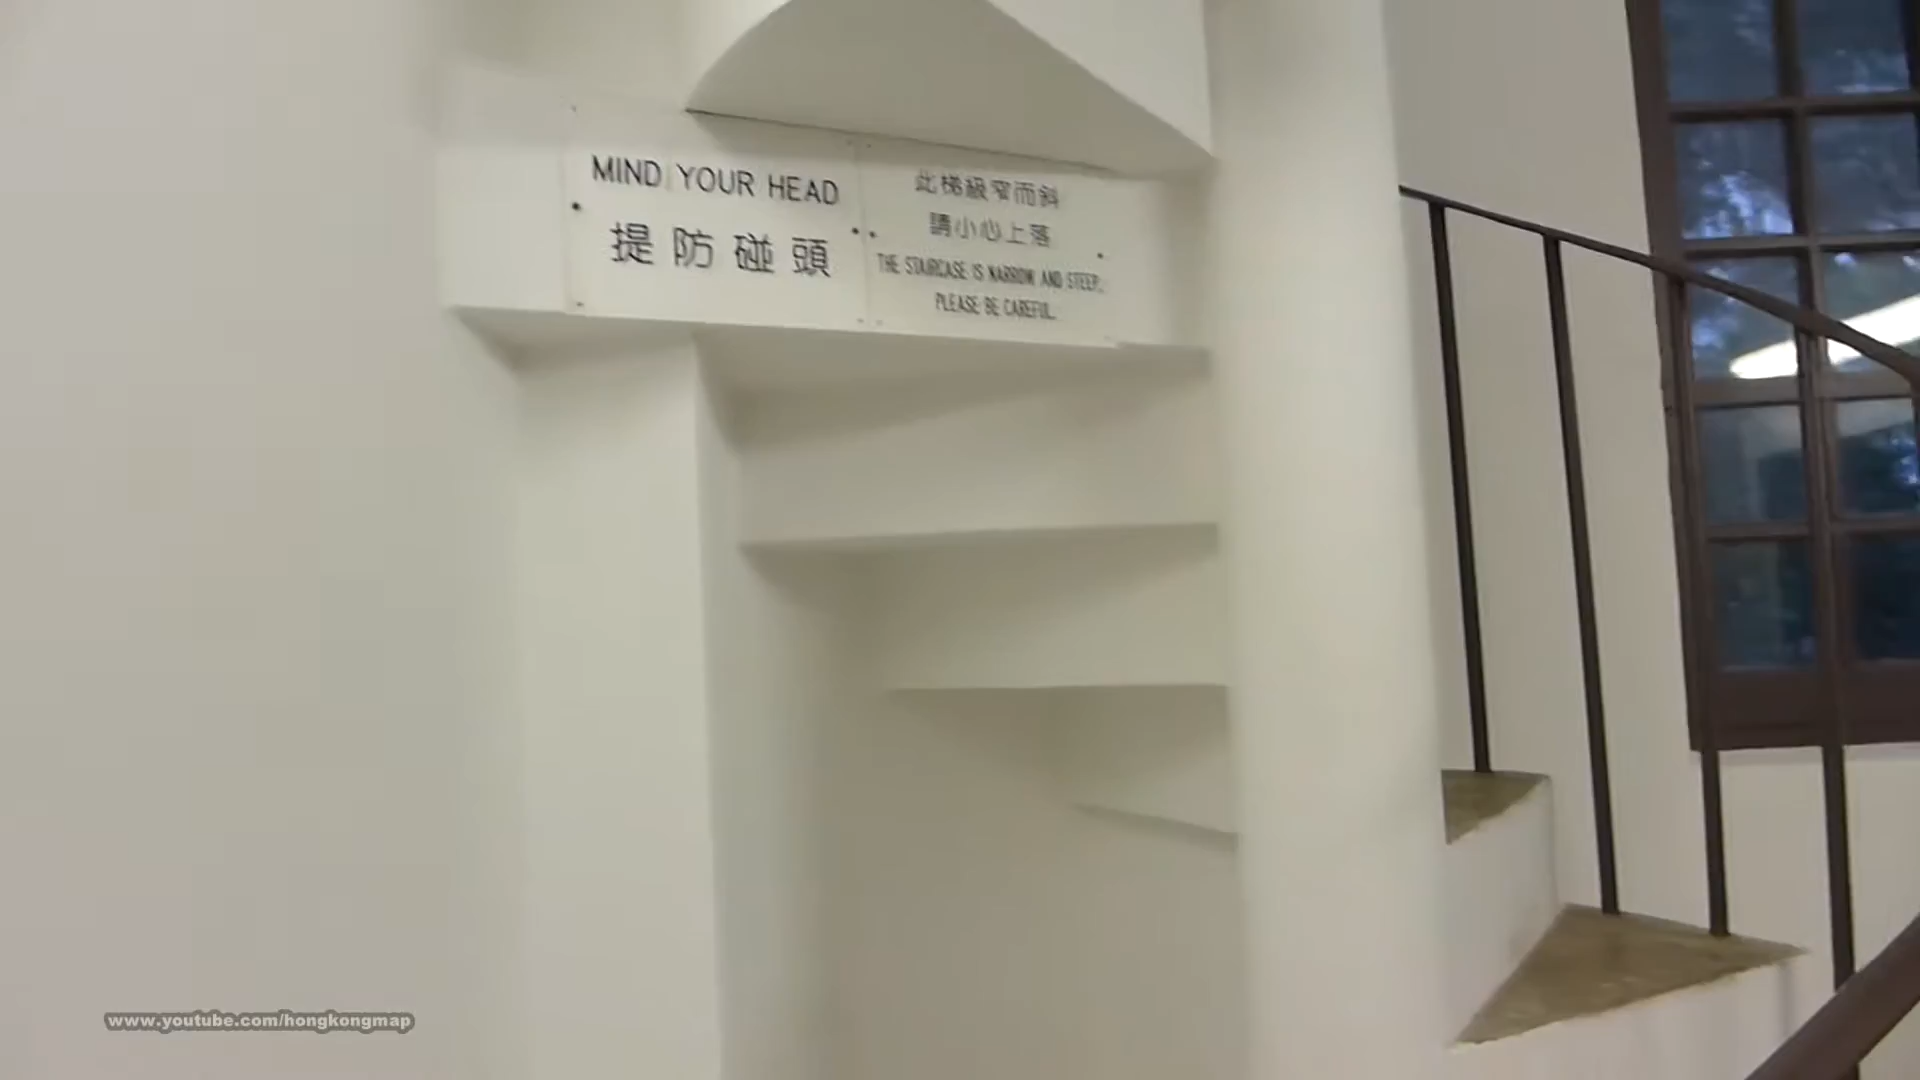 MIND YOUR HEAD
提防碰頭
此梯級窄而斜
請小心上落
THE STAIRCASE IS NARROW AND STEEP.
PLEASE BE CAREFUL.
www.youtube.com/hongkongmap